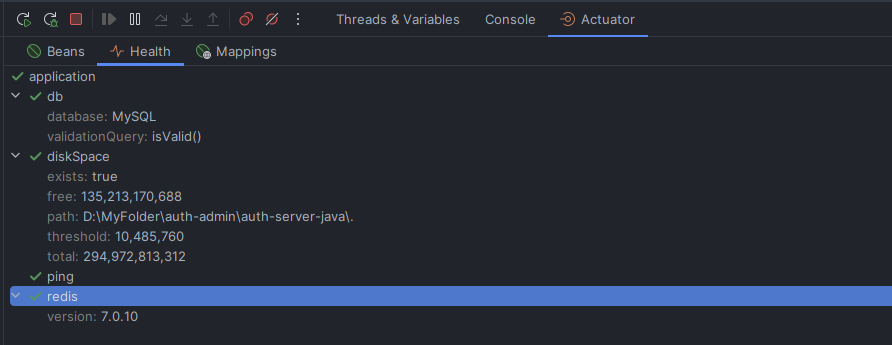 Threads & Variables Console Actuator
Beans Health Mappings
application
db
database: MySQL
validationQuery: isValid()
diskSpace
exists: true
free: 135,213,170,688
path: D:\MyFolder\auth-admin\auth-server-java\.
threshold: 10,485,760
total: 294,972,813,312
ping
redis
version: 7.0.10